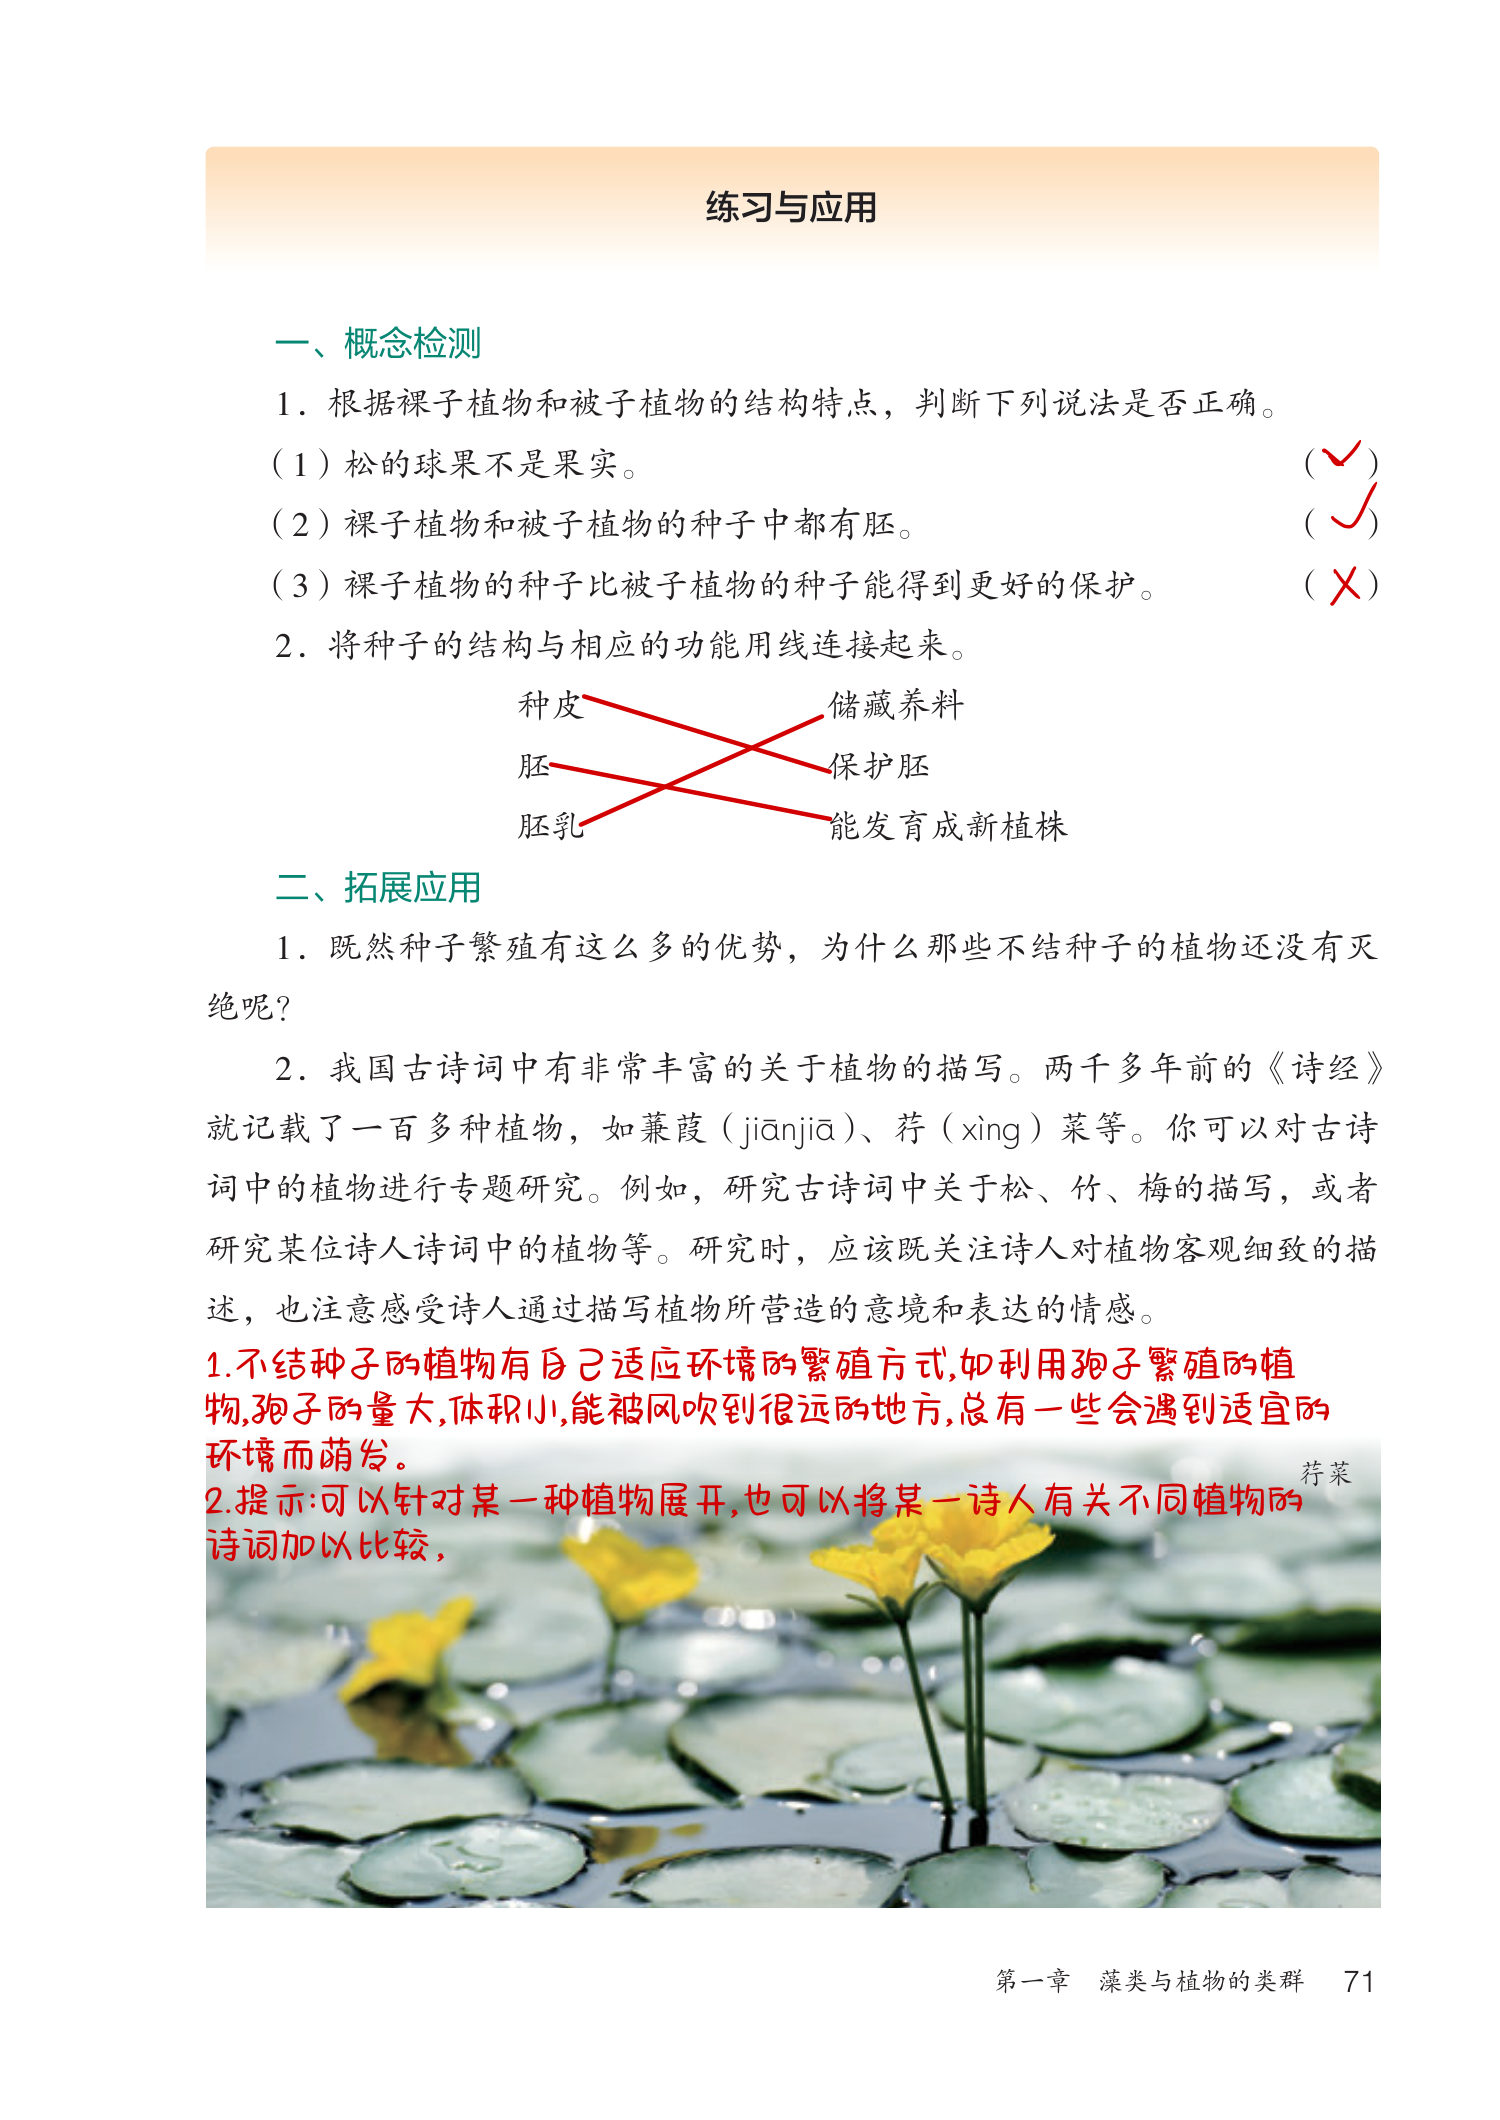 练习与应用
一、概念检测
1. 根据裸子植物和被子植物的结构特点，判断下列说法是否正确。
（1）松的球果不是果实。 （✓）
（2）裸子植物和被子植物的种子中都有胚。 （✓）
（3）裸子植物的种子比被子植物的种子能得到更好的保护。 （✗）
2. 将种子的结构与相应的功能用线连接起来。
种皮 储藏养料
胚 保护胚
胚乳 能发育成新植株
二、拓展应用
1. 既然种子繁殖有这么多的优势，为什么那些不结种子的植物还没有灭
绝呢？
2. 我国古诗词中有非常丰富的关于植物的描写。两千多年前的《诗经》
就记载了一百多种植物，如蒹葭（jiānjiā）、荇（xìng）菜等。你可以对古诗
词中的植物进行专题研究。例如，研究古诗词中关于松、竹、梅的描写，或者
研究某位诗人诗词中的植物等。研究时，应该既关注诗人对植物客观细致的描
述，也注意感受诗人通过描写植物所营造的意境和表达的情感。
1.不结种子的植物有自己适应环境的繁殖方式,如利用孢子繁殖的植
物,孢子的量大,体积小,能被风吹到很远的地方,总有一些会遇到适宜的
环境而萌发。
荇菜
2.提示:可以针对某一种植物展开,也可以将某一诗人有关不同植物的
诗词加以比较,
第一章 藻类与植物的类群 71